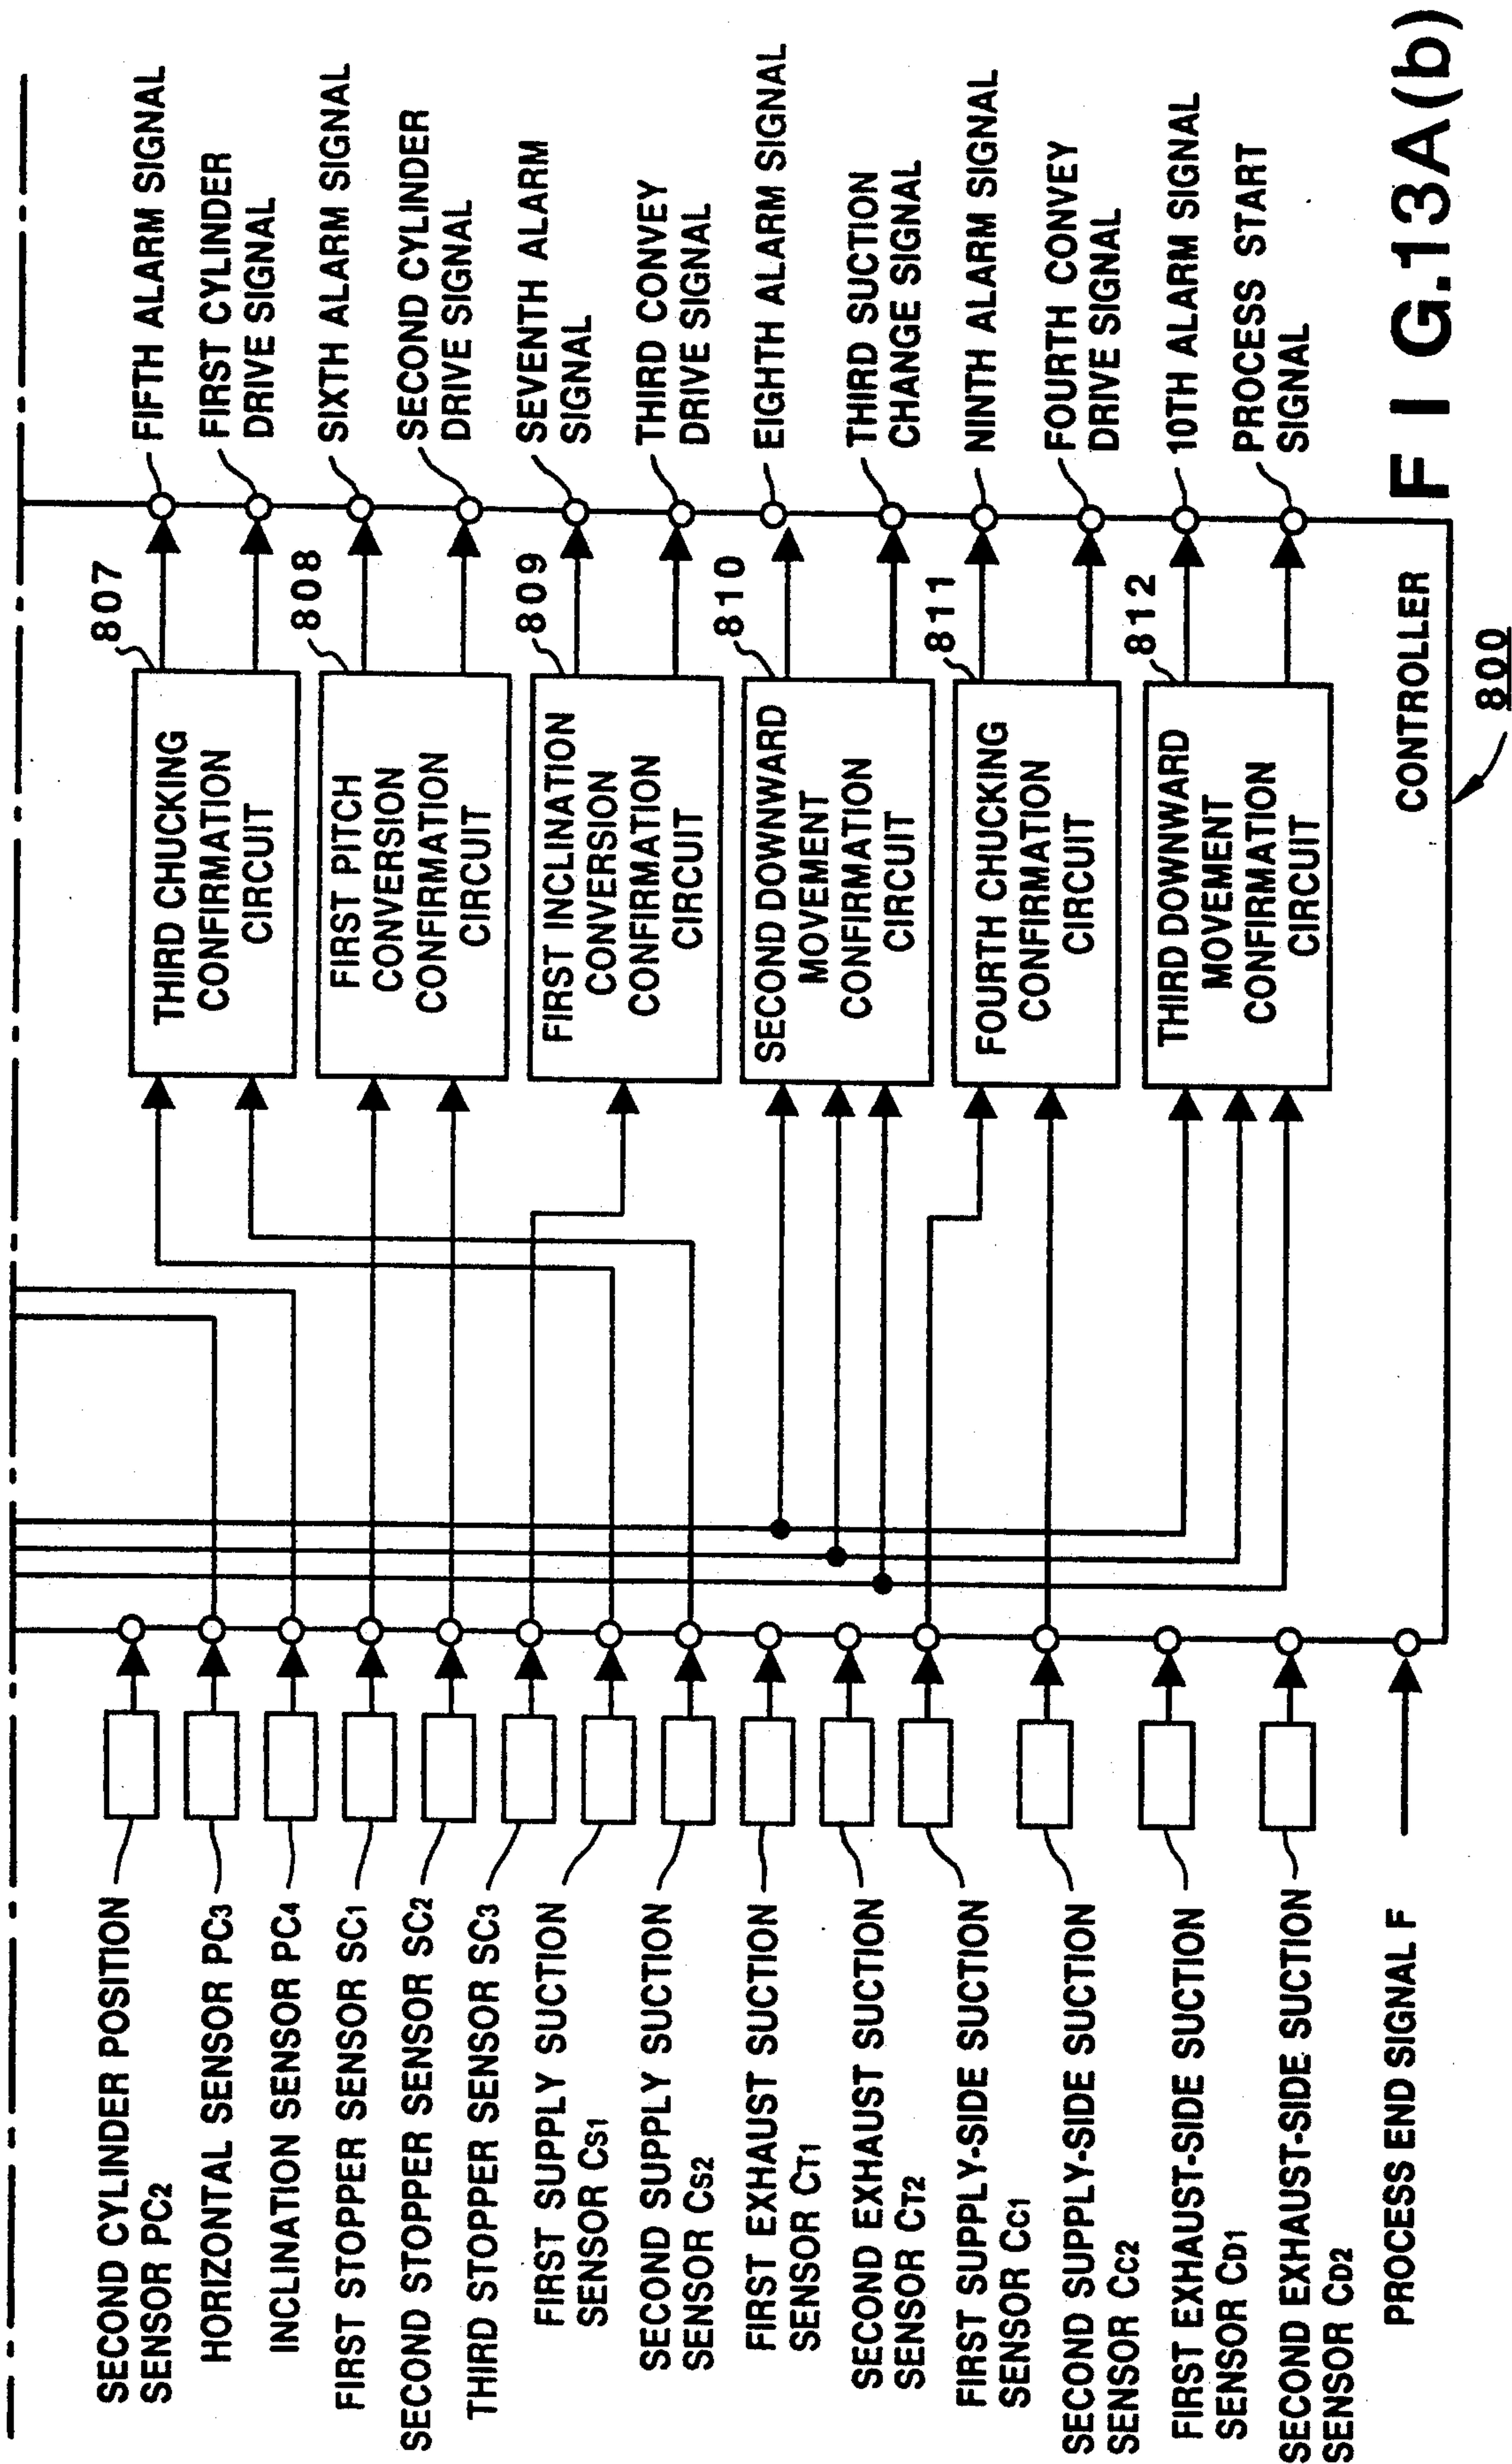 SECOND CYLINDER POSITION
SENSOR PC2
HORIZONTAL SENSOR PC3
INCLINATION SENSOR PC4
FIRST STOPPER SENSOR SC1
SECOND STOPPER SENSOR SC2
THIRD STOPPER SENSOR SC3
FIRST SUPPLY SUCTION
SENSOR CS1
SECOND SUPPLY SUCTION
SENSOR CS2
FIRST EXHAUST SUCTION
SENSOR CT1
SECOND EXHAUST SUCTION
SENSOR CT2
FIRST SUPPLY-SIDE SUCTION
SENSOR CC1
SECOND SUPPLY-SIDE SUCTION
SENSOR CC2
FIRST EXHAUST-SIDE SUCTION
SENSOR CD1
SECOND EXHAUST-SIDE SUCTION
SENSOR CD2
PROCESS END SIGNAL F
807
THIRD CHUCKING
CONFIRMATION
CIRCUIT
808
FIRST PITCH
CONVERSION
CONFIRMATION
CIRCUIT
809
FIRST INCLINATION
CONVERSION
CONFIRMATION
CIRCUIT
810
SECOND DOWNWARD
MOVEMENT
CONFIRMATION
CIRCUIT
811
FOURTH CHUCKING
CONFIRMATION
CIRCUIT
812
THIRD DOWNWARD
MOVEMENT
CONFIRMATION
CIRCUIT
CONTROLLER
800
FIFTH ALARM SIGNAL
FIRST CYLINDER
DRIVE SIGNAL
SIXTH ALARM SIGNAL
SECOND CYLINDER
DRIVE SIGNAL
SEVENTH ALARM
SIGNAL
THIRD CONVEY
DRIVE SIGNAL
EIGHTH ALARM SIGNAL
THIRD SUCTION
CHANGE SIGNAL
NINTH ALARM SIGNAL
FOURTH CONVEY
DRIVE SIGNAL
10TH ALARM SIGNAL
PROCESS START
SIGNAL
FIG.13A(b)